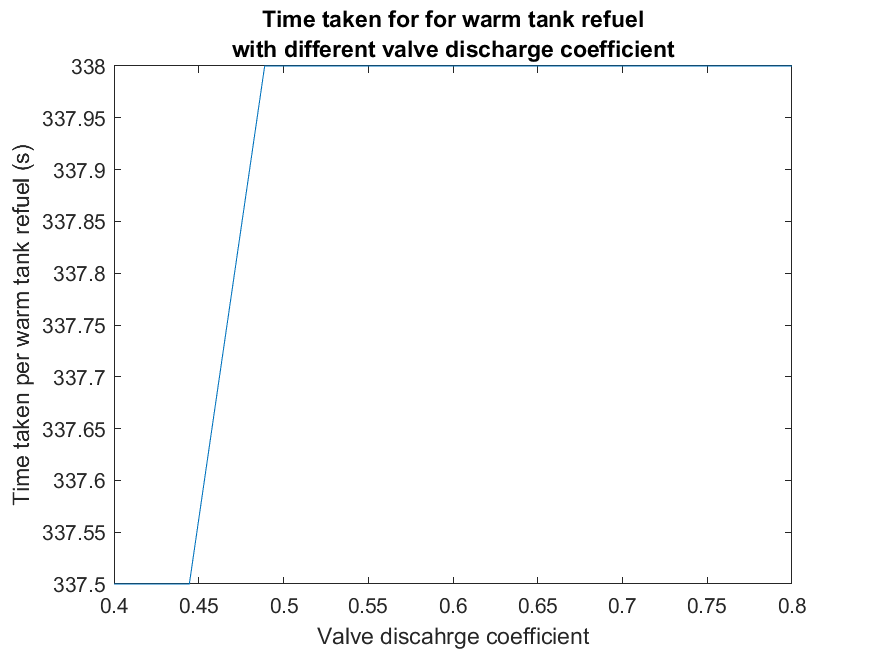 Time taken for for warm tank refuel
with different valve discharge coefficient
338
337.95
337.9
337.85
337.8
337.75
337.7
337.65
337.6
337.55
337.5
Time taken per warm tank refuel (s)
0.4 0.45 0.5 0.55 0.6 0.65 0.7 0.75 0.8
Valve discahrge coefficient